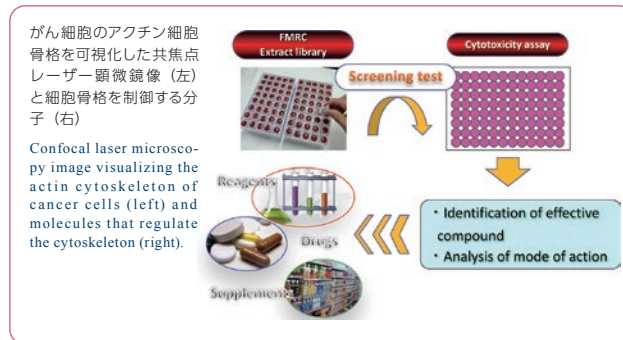 がん細胞のアクチン細胞
骨格を可視化した共焦点
レーザー顕微鏡像（左）
と細胞骨格を制御する分
子（右）
Confocal laser microsco-
py image visualizing the
actin cytoskeleton of
cancer cells (left) and
molecules that regulate
the cytoskeleton (right).
FMRC
Extract library
Screening test
Cytotoxicity assay
・Identification of effective
compound
・Analysis of mode of action
Reagents
Drugs
Supplements